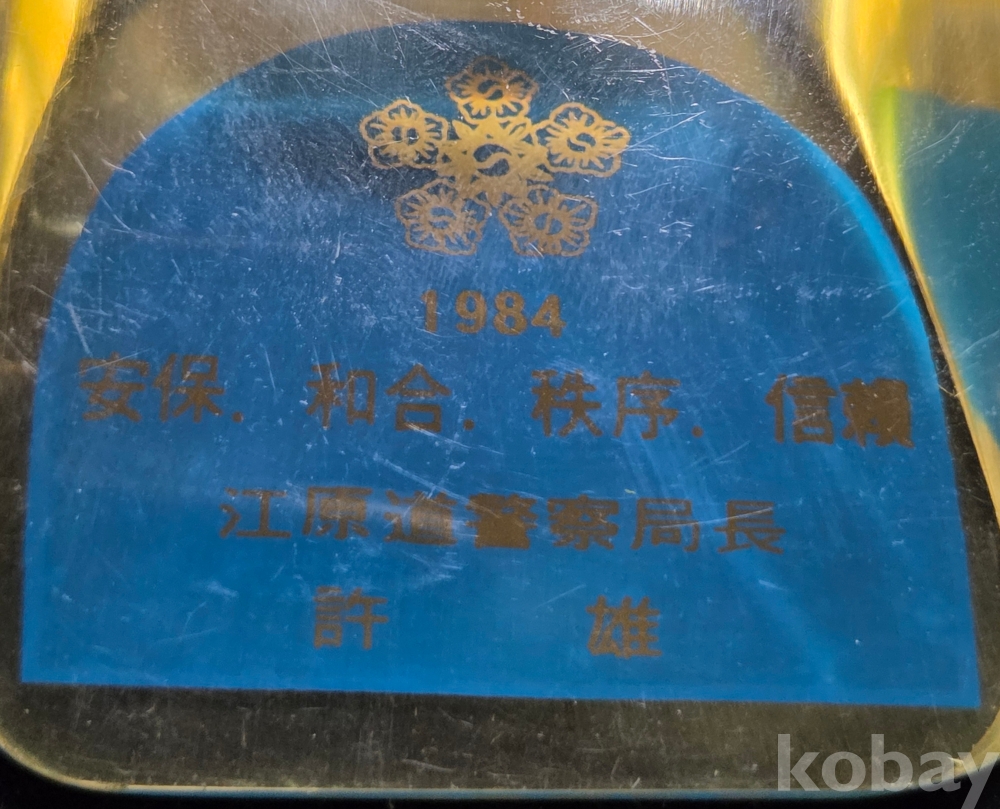 1984
安保. 和合. 秩序. 信賴
江原道警察局長
許 雄
kobay